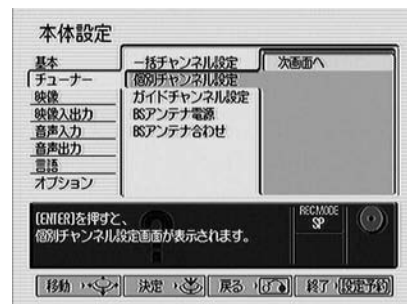 本体設定
基本
チューナー
映像
映像入出力
音声入力
音声出力
言語
オプション
一括チャンネル設定
個別チャンネル設定
ガイドチャンネル設定
BSアンテナ電源
BSアンテナ合わせ
次画面へ
[ENTER]を押すと、
個別チャンネル設定画面が表示されます。
REC MODE
SP
移動
決定
戻る
終了
設定予約